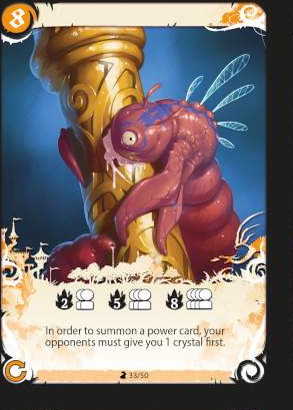 8
2 5 8
In order to summon a power card, your
opponents must give you 1 crystal first.
33/50